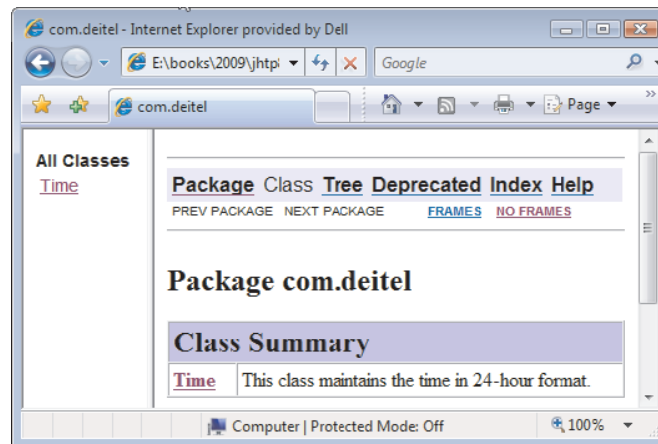 com.deitel - Internet Explorer provided by Dell
E:\books\2009\jhtp
Google
com.deitel
Page
»
All Classes
Time
Package Class Tree Deprecated Index Help
PREV PACKAGE NEXT PACKAGE FRAMES NO FRAMES
Package com.deitel
Class Summary
Time This class maintains the time in 24-hour format.
Computer | Protected Mode: Off 100%